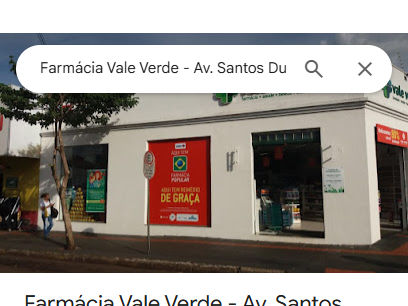 Farmácia Vale Verde - Av. Santos Du
vale v
AQUI TEM
FARMÁCIA
POPULAR
AQUI TEM REMÉDIO
DE GRAÇA
Farmácia Vale Verde - Av. Santos